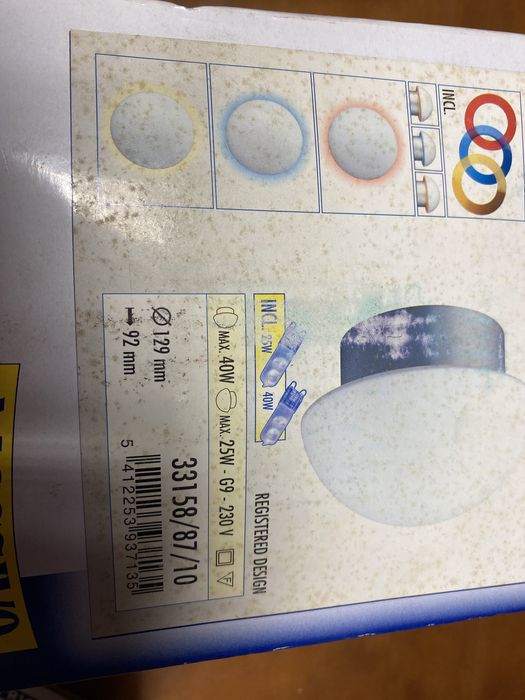 INCL.
REGISTERED DESIGN
INCL. 25W
40W
MAX. 40W MAX. 25W - G9 - 230 V F
Ø 129 mm
92 mm
33158/87/10
5 412253 937135